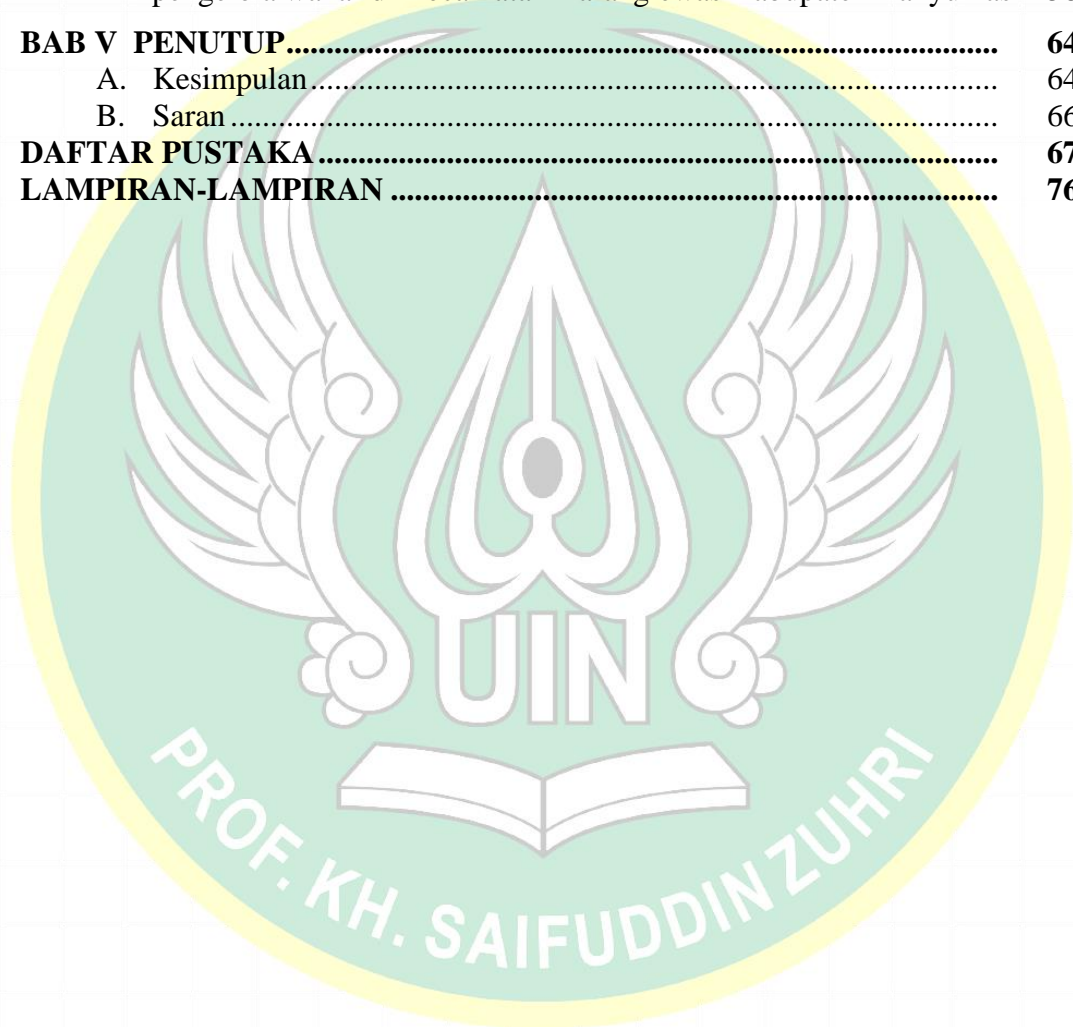 BAB V PENUTUP.......................................................................................... 64
A. Kesimpulan....................................................................................... 64
B. Saran................................................................................................. 66
DAFTAR PUSTAKA...................................................................................... 67
LAMPIRAN-LAMPIRAN ............................................................................. 76
UIN
PROF. KH. SAIFUDDIN ZUHRI